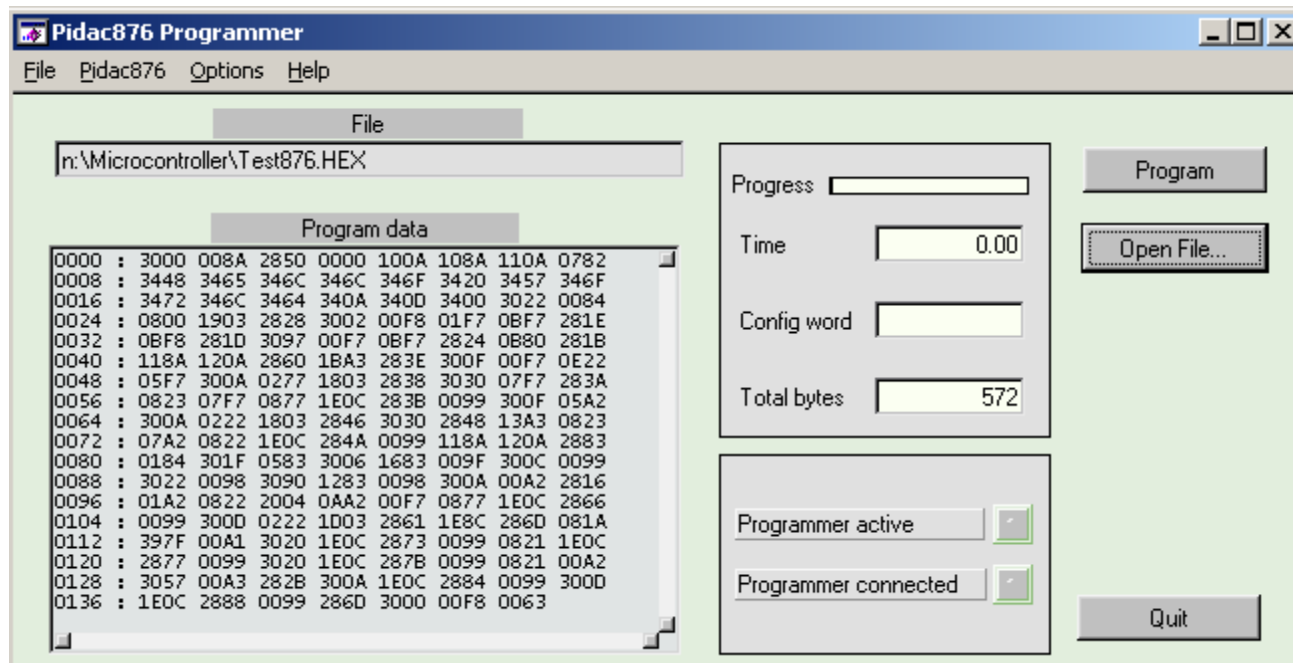 Pidac876 Programmer
File Pidac876 Options Help
File
n:\Microcontroller\Test876.HEX
Program data
0000 : 3000 008A 2850 0000 100A 108A 110A 0782
0008 : 3448 3465 346C 346C 346F 3420 3457 346F
0016 : 3472 346C 3464 340A 340D 3400 3022 0084
0024 : 0800 1903 2828 3002 00F8 01F7 0BF7 281E
0032 : 0BF8 281D 3097 00F7 0BF7 2824 0B80 281B
0040 : 118A 120A 2860 1BA3 283E 300F 00F7 0E22
0048 : 05F7 300A 0277 1803 2838 3030 07F7 283A
0056 : 0823 07F7 0877 1E0C 283B 0099 300F 05A2
0064 : 300A 0222 1803 2846 3030 2848 13A3 0823
0072 : 07A2 0822 1E0C 284A 0099 118A 120A 2883
0080 : 0184 301F 0583 3006 1683 009F 300C 0099
0088 : 3022 0098 3090 1283 0098 300A 00A2 2816
0096 : 01A2 0822 2004 0AA2 00F7 0877 1E0C 2866
0104 : 0099 300D 0222 1D03 2861 1E8C 286D 081A
0112 : 397F 00A1 3020 1E0C 2873 0099 0821 1E0C
0120 : 2877 0099 3020 1E0C 287B 0099 0821 00A2
0128 : 3057 00A3 282B 300A 1E0C 2884 0099 300D
0136 : 1E0C 2888 0099 286D 3000 00F8 0063
Progress
Time 0.00
Config word
Total bytes 572
Programmer active
Programmer connected
Program
Open File...
Quit